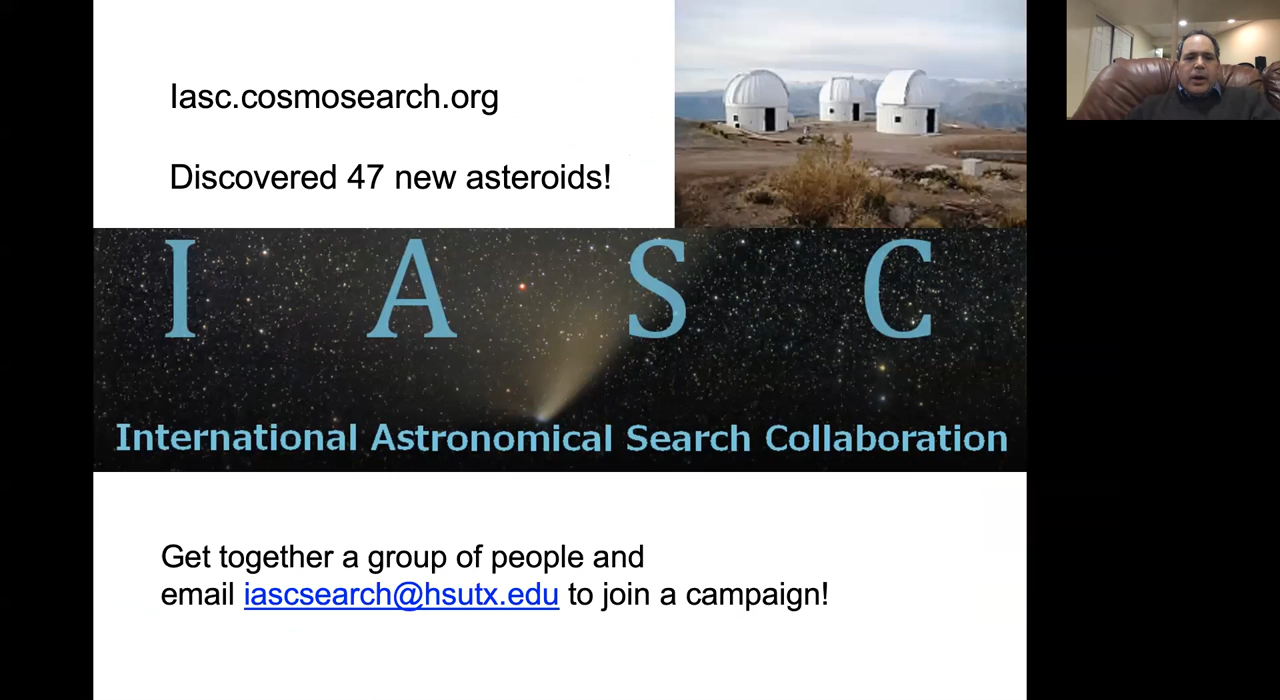 Iasc.cosmosearch.org
Discovered 47 new asteroids!
I A S C
International Astronomical Search Collaboration
Get together a group of people and
email iascsearch@hsutx.edu to join a campaign!